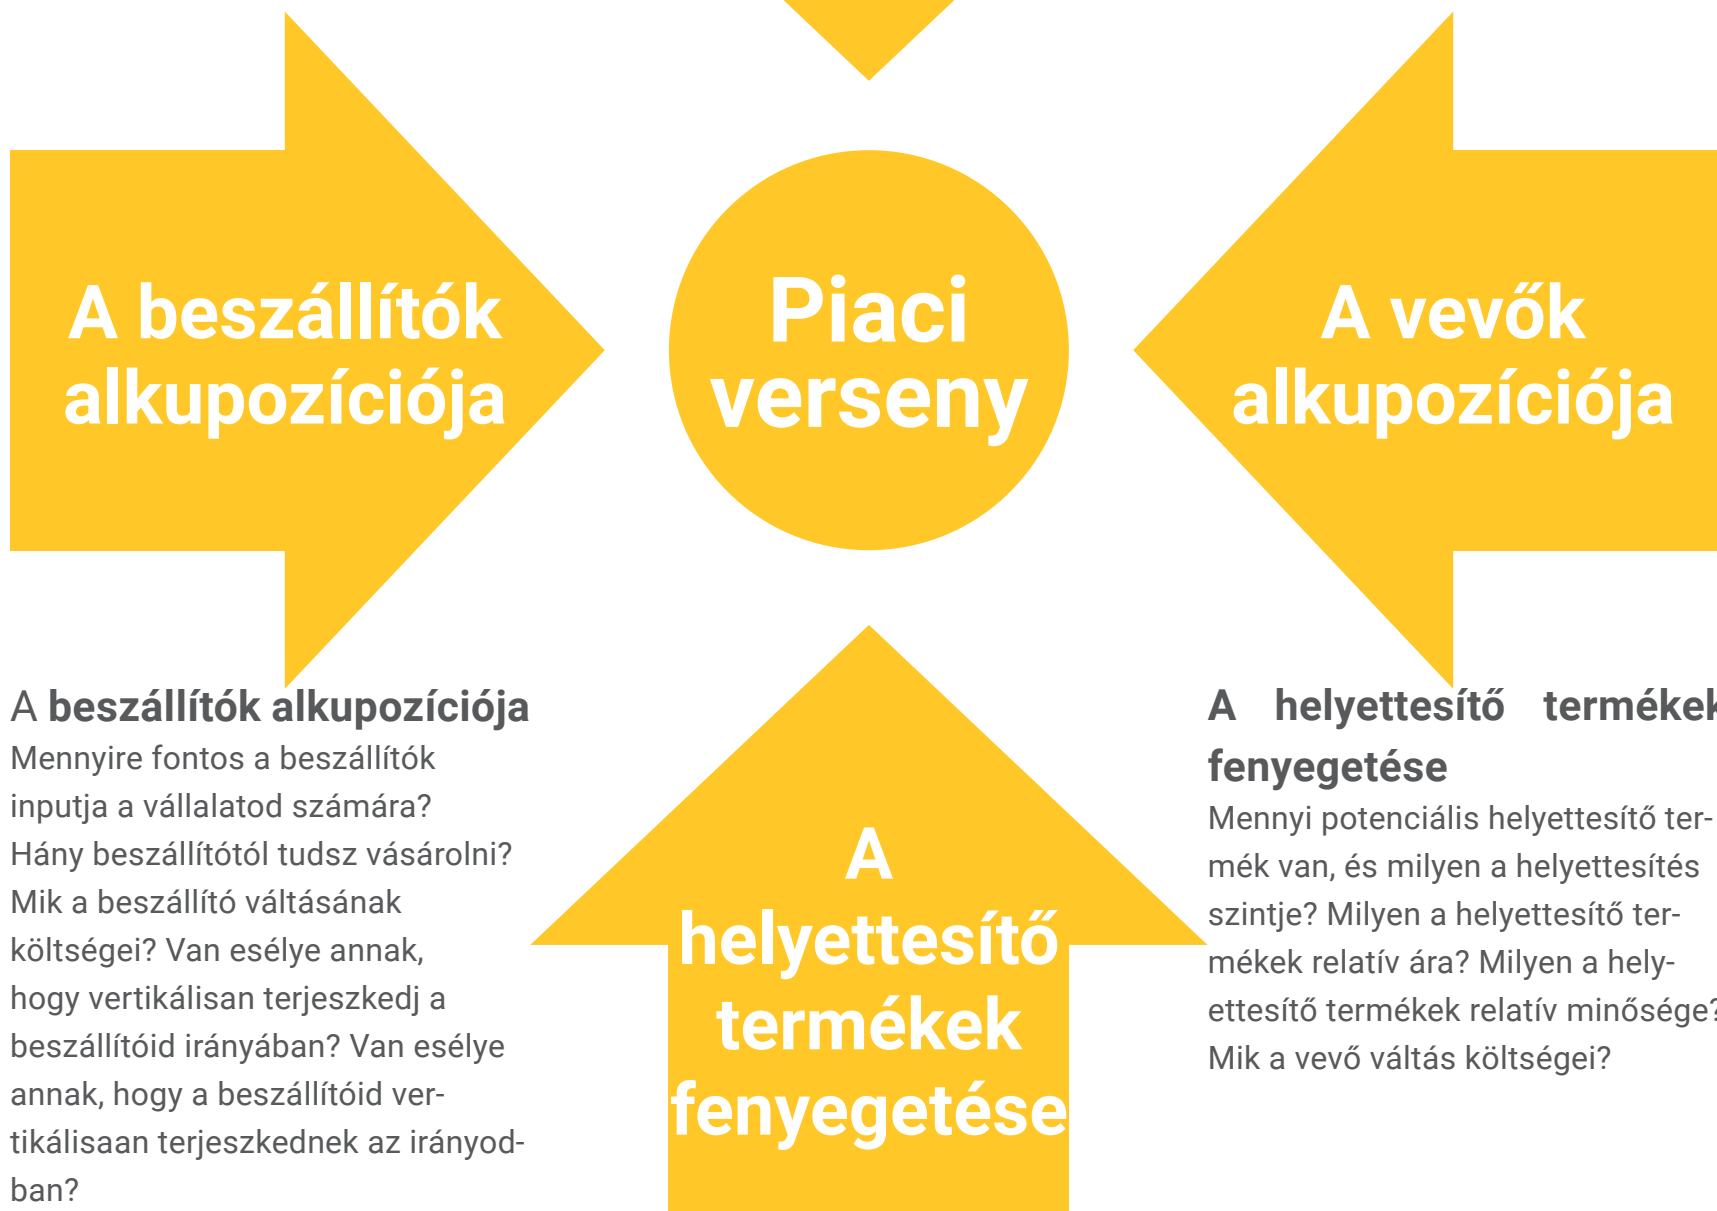 A beszállítók
alkupozíciója
Piaci
verseny
A vevők
alkupozíciója
A beszállítók alkupozíciója
Mennyire fontos a beszállítók
inputja a vállalatod számára?
Hány beszállítótól tudsz vásárolni?
Mik a beszállító váltásának
költségei? Van esélye annak,
hogy vertikálisan terjeszkedj a
beszállítóid irányában? Van esélye
annak, hogy a beszállítóid ver-
tikálisaan terjeszkednek az irányod-
ban?
A
helyettesítő
termékek
fenyegetése
A helyettesítő termékek
fenyegetése
Mennyi potenciális helyettesítő ter-
mék van, és milyen a helyettesítés
szintje? Milyen a helyettesítő ter-
mékek relatív ára? Milyen a hely-
ettesítő termékek relatív minősége?
Mik a vevő váltás költségei?